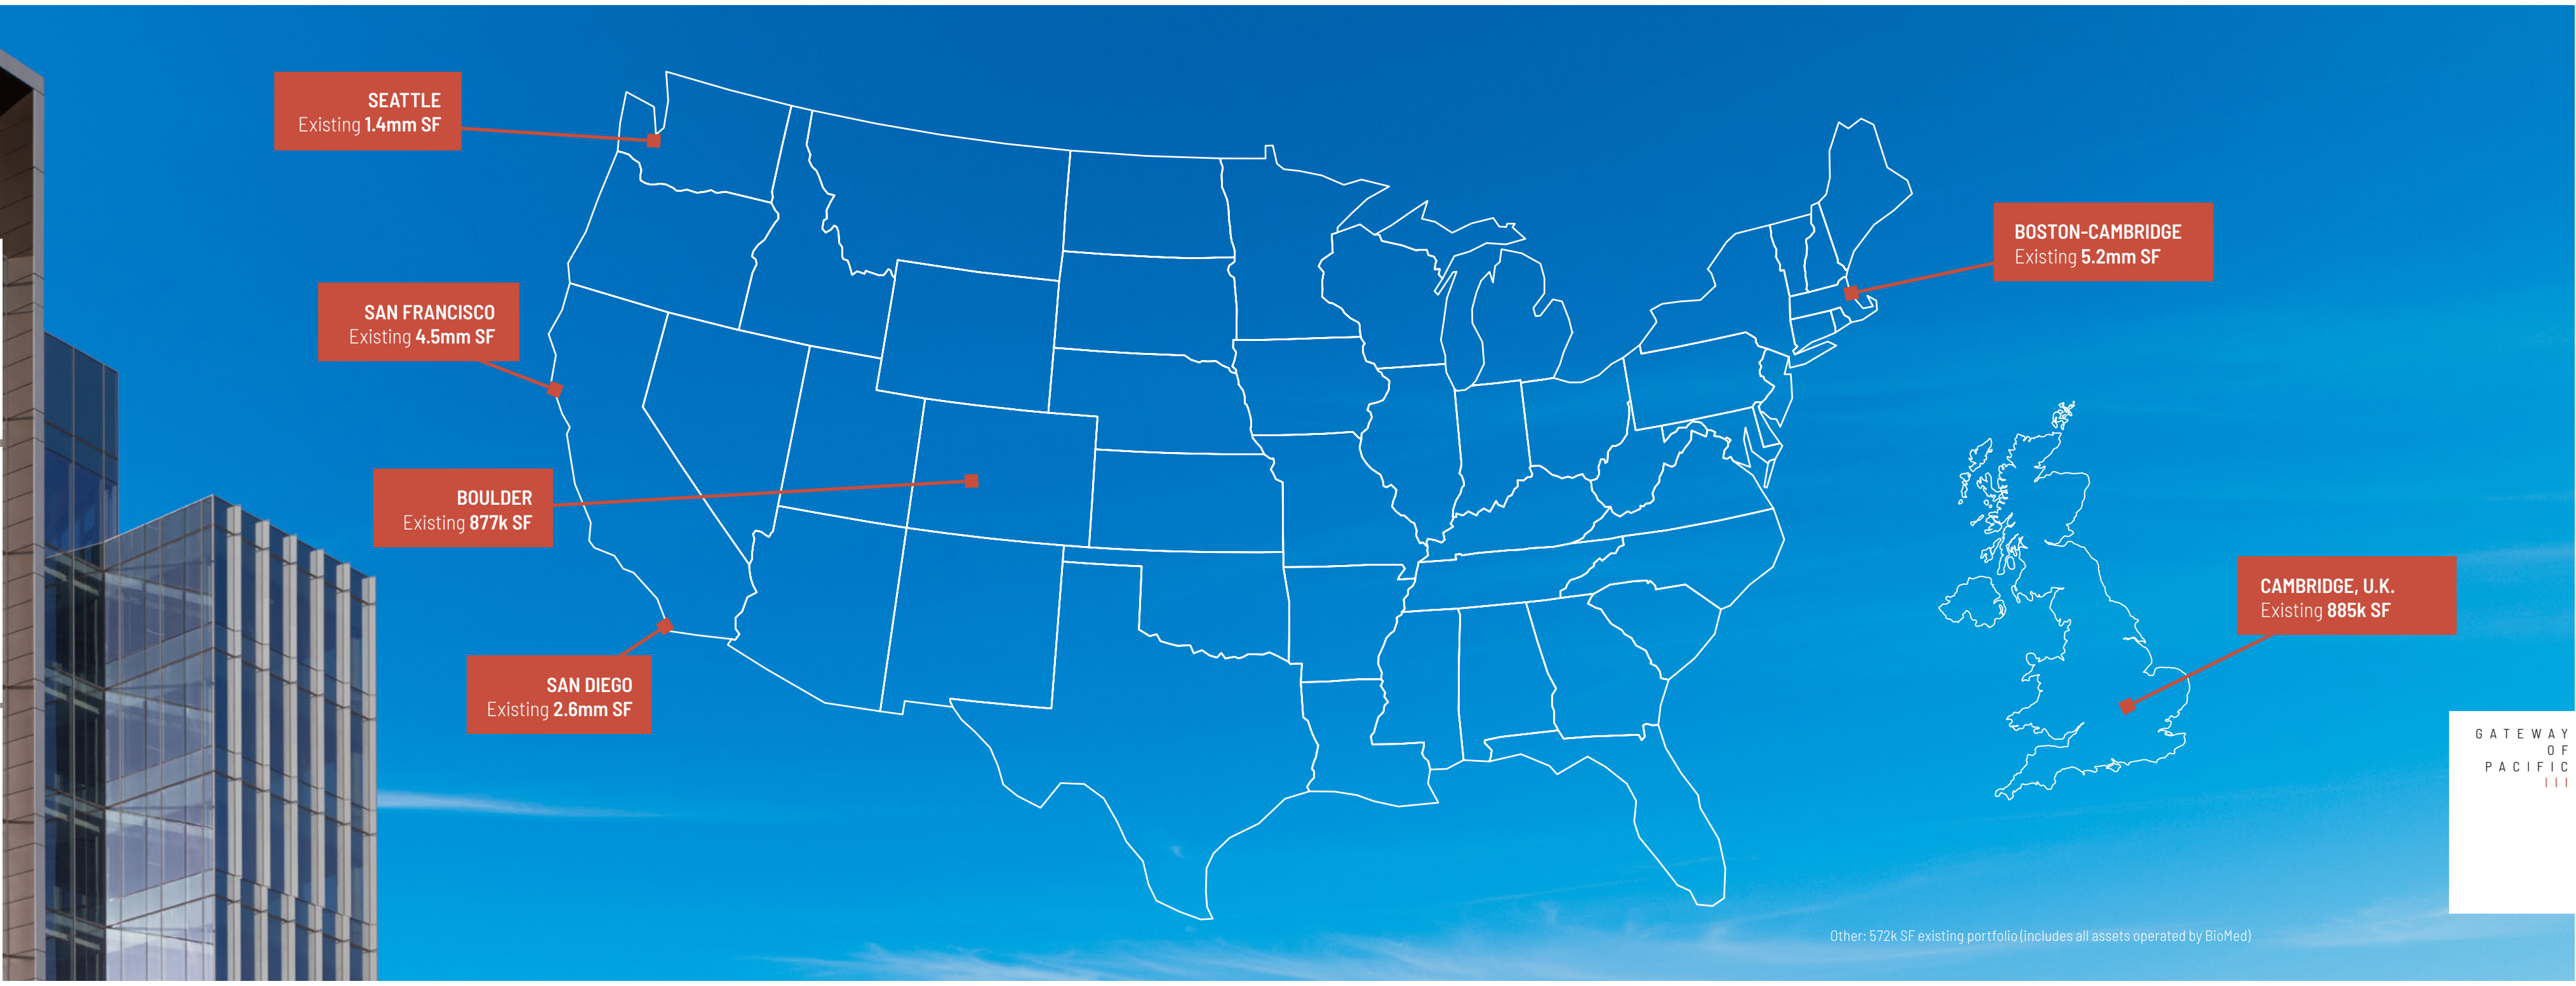 SEATTLE
Existing 1.4mm SF
SAN FRANCISCO
Existing 4.5mm SF
BOULDER
Existing 877k SF
SAN DIEGO
Existing 2.6mm SF
BOSTON-CAMBRIDGE
Existing 5.2mm SF
CAMBRIDGE, U.K.
Existing 885k SF
GATEWAY
OF
PACIFIC
III
Other: 572k SF existing portfolio (includes all assets operated by BioMed)